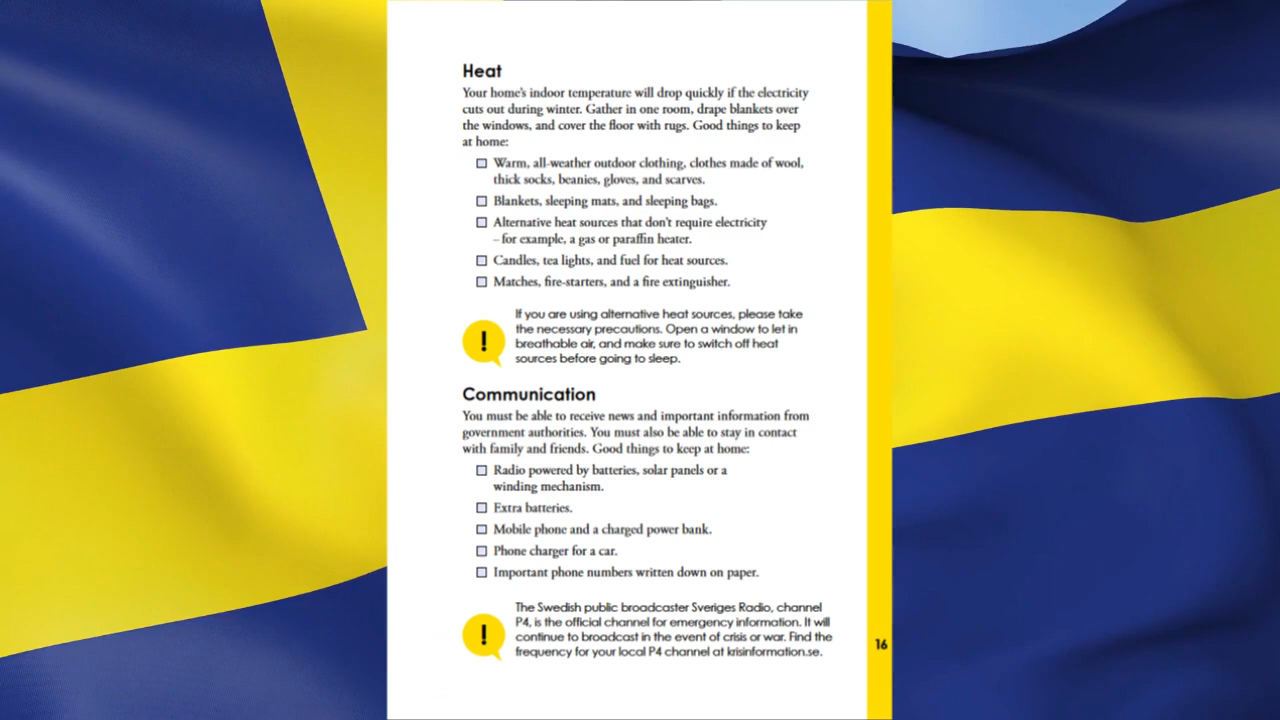 Heat
Your home's indoor temperature will drop quickly if the electricity
cuts out during winter. Gather in one room, drape blankets over
the windows, and cover the floor with rugs. Good things to keep
at home:
Warm, all-weather outdoor clothing, clothes made of wool,
thick socks, beanies, gloves, and scarves.
Blankets, sleeping mats, and sleeping bags.
Alternative heat sources that don't require electricity
– for example, a gas or paraffin heater.
Candles, tea lights, and fuel for heat sources.
Matches, fire-starters, and a fire extinguisher.
!
If you are using alternative heat sources, please take
the necessary precautions. Open a window to let in
breathable air, and make sure to switch off heat
sources before going to sleep.
Communication
You must be able to receive news and important information from
government authorities. You must also be able to stay in contact
with family and friends. Good things to keep at home:
Radio powered by batteries, solar panels or a
winding mechanism.
Extra batteries.
Mobile phone and a charged power bank.
Phone charger for a car.
Important phone numbers written down on paper.
!
The Swedish public broadcaster Sveriges Radio, channel
P4, is the official channel for emergency information. It will
continue to broadcast in the event of crisis or war. Find the
frequency for your local P4 channel at krisinformation.se.
16